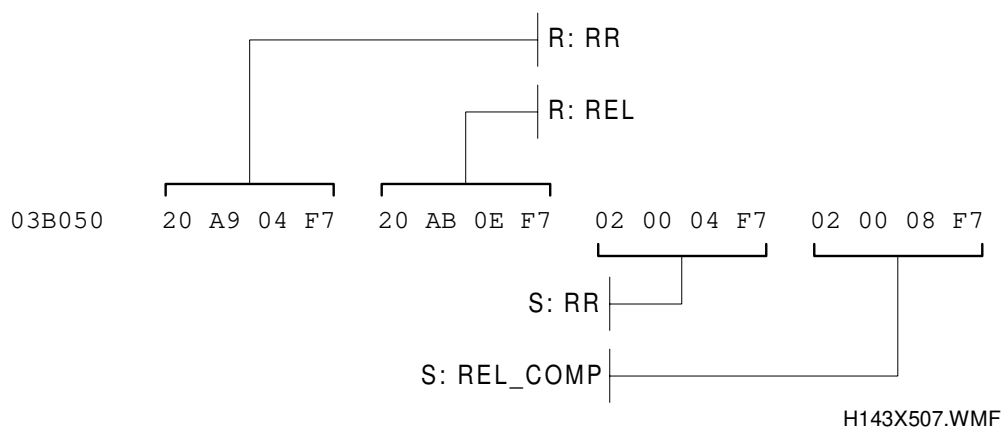 R: RR
R: REL
03B050 20 A9 04 F7 20 AB 0E F7 02 00 04 F7 02 00 08 F7
S: RR
S: REL_COMP
H143X507.WMF